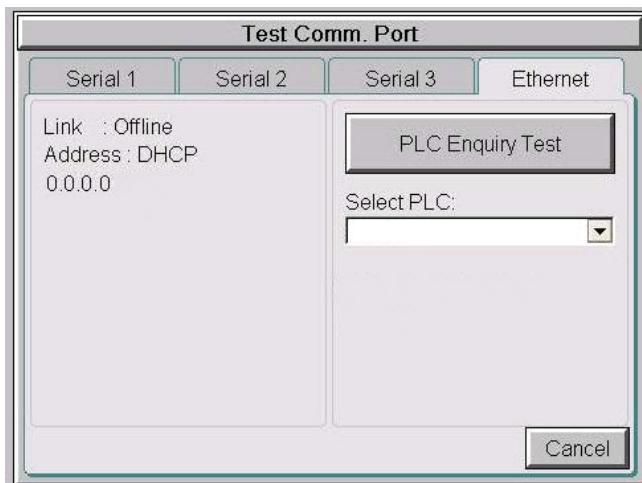 Test Comm. Port
Serial 1 Serial 2 Serial 3 Ethernet
Link : Offline
Address : DHCP
0.0.0.0
PLC Enquiry Test
Select PLC:
Cancel